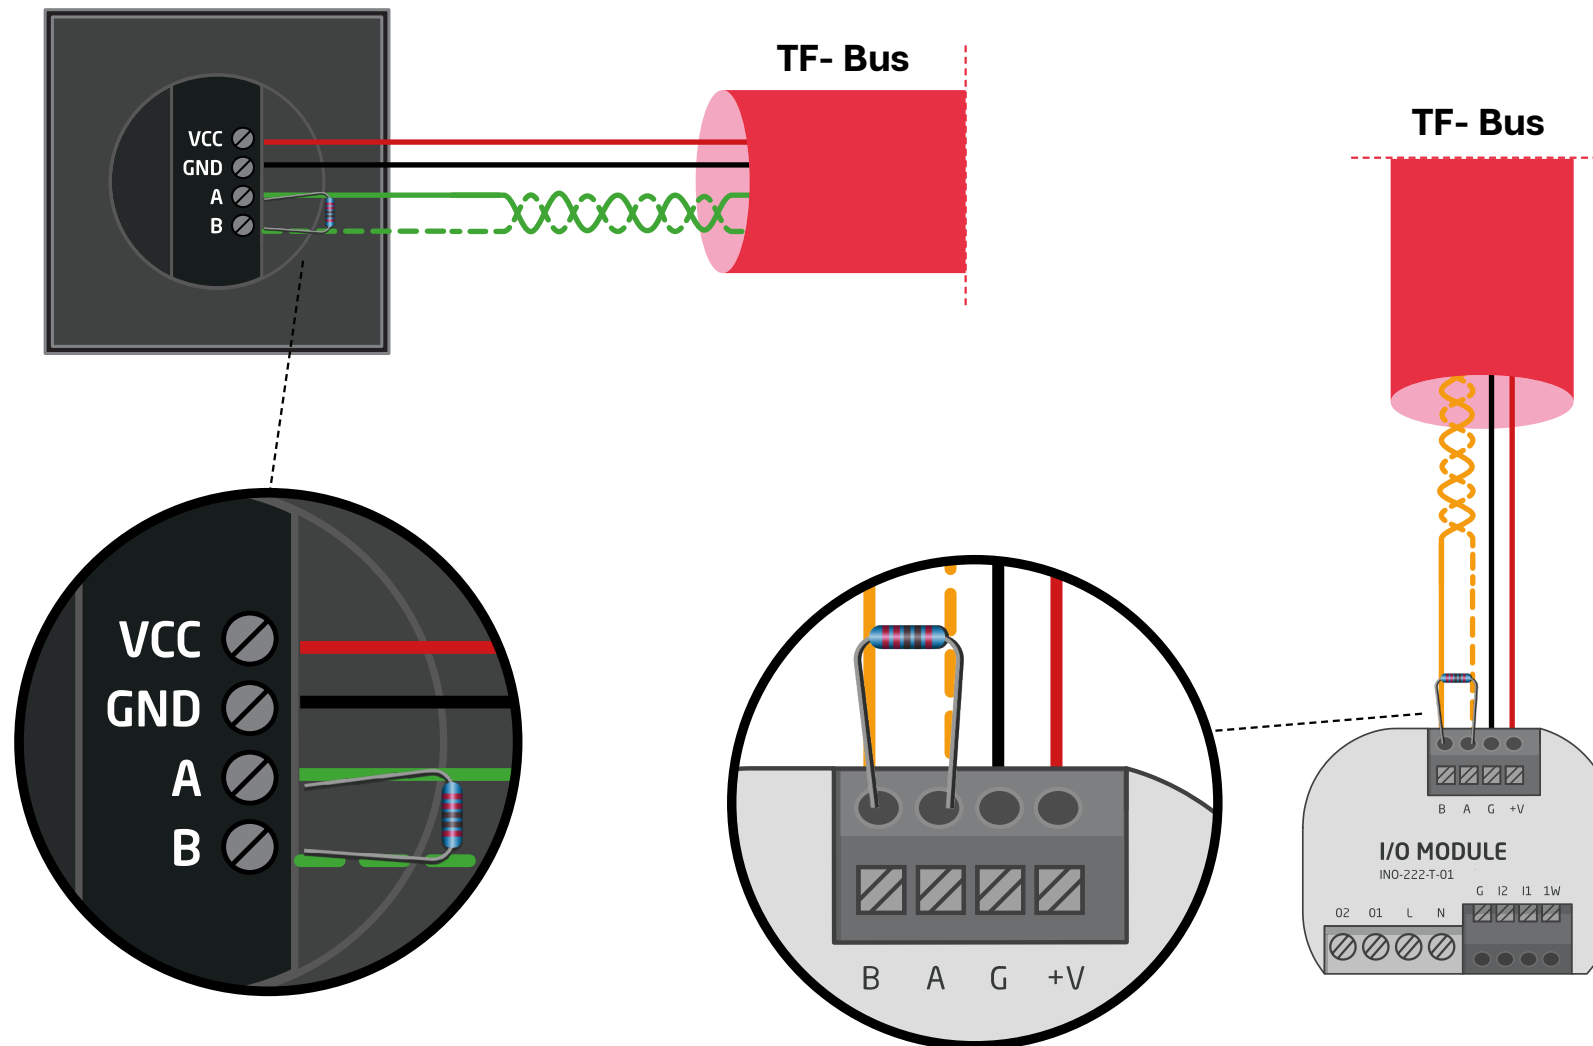 TF- Bus
VCC
GND
A
B
TF- Bus
VCC
GND
A
B
B A G +V
B A G +V
I/O MODULE
INO-222-T-01
G I2 I1 1W
O2 O1 L N